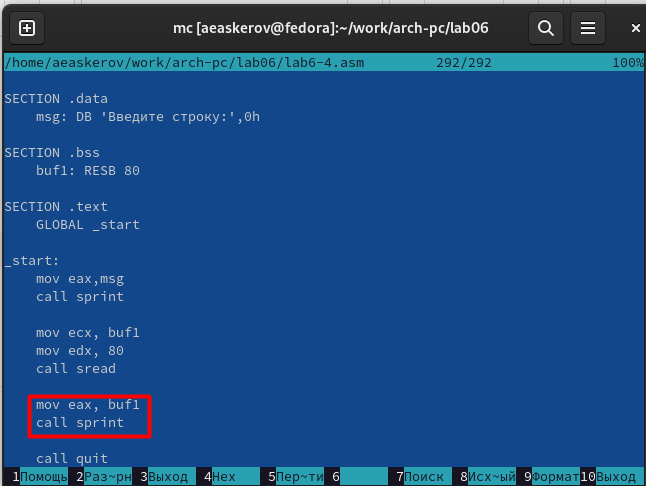 mc [aeaskerov@fedora]:~/work/arch-pc/lab06
/home/aeaskerov/work/arch-pc/lab06/lab6-4.asm 292/292 100%
SECTION .data
msg: DB 'Введите строку:',0h
SECTION .bss
buf1: RESB 80
SECTION .text
GLOBAL _start
_start:
mov eax,msg
call sprint
mov ecx, buf1
mov edx, 80
call sread
mov eax, buf1
call sprint
call quit
1Помощь 2Раз~рн 3Выход 4Hex 5Пер~ти 6 7Поиск 8Исх~ый 9Формат 10Выход